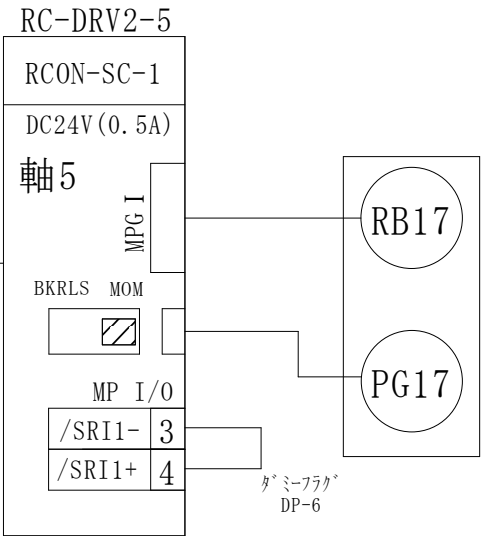 RC-DRV2-5
RCON-SC-1
DC24V(0.5A)
軸5
MPG I
RB17
BKRLS MOM
PG17
MP I/O
/SRI1- 3
/SRI1+ 4
ﾀﾞﾐｰﾌﾗｸﾞ
DP-6